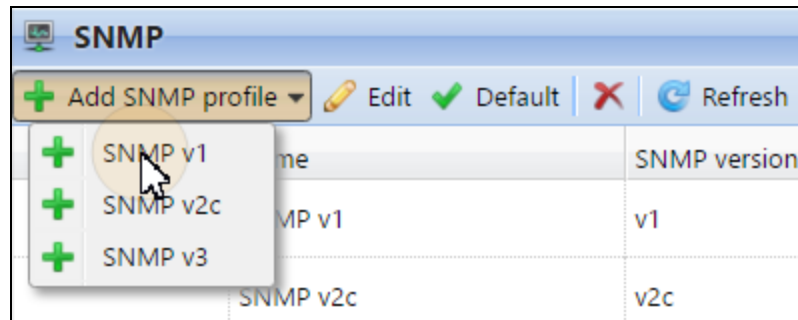 SNMP
Add SNMP profile Edit Default Refresh
SNMP v1
me SNMP version
SNMP v2c
MP v1 v1
SNMP v3
SNMP v2c v2c